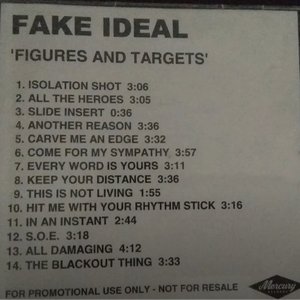 FAKE IDEAL
'FIGURES AND TARGETS'
1. ISOLATION SHOT 3:06
2. ALL THE HEROES 3:05
3. SLIDE INSERT 0:36
4. ANOTHER REASON 3:36
5. CARVE ME AN EDGE 3:32
6. COME FOR MY SYMPATHY 3:57
7. EVERY WORD IS YOURS 3:11
8. KEEP YOUR DISTANCE 3:36
9. THIS IS NOT LIVING 1:55
10. HIT ME WITH YOUR RHYTHM STICK 3:16
11. IN AN INSTANT 2:44
12. S.O.E. 3:18
13. ALL DAMAGING 4:12
14. THE BLACKOUT THING 3:33
Mercury
FOR PROMOTIONAL USE ONLY - NOT FOR RESALE